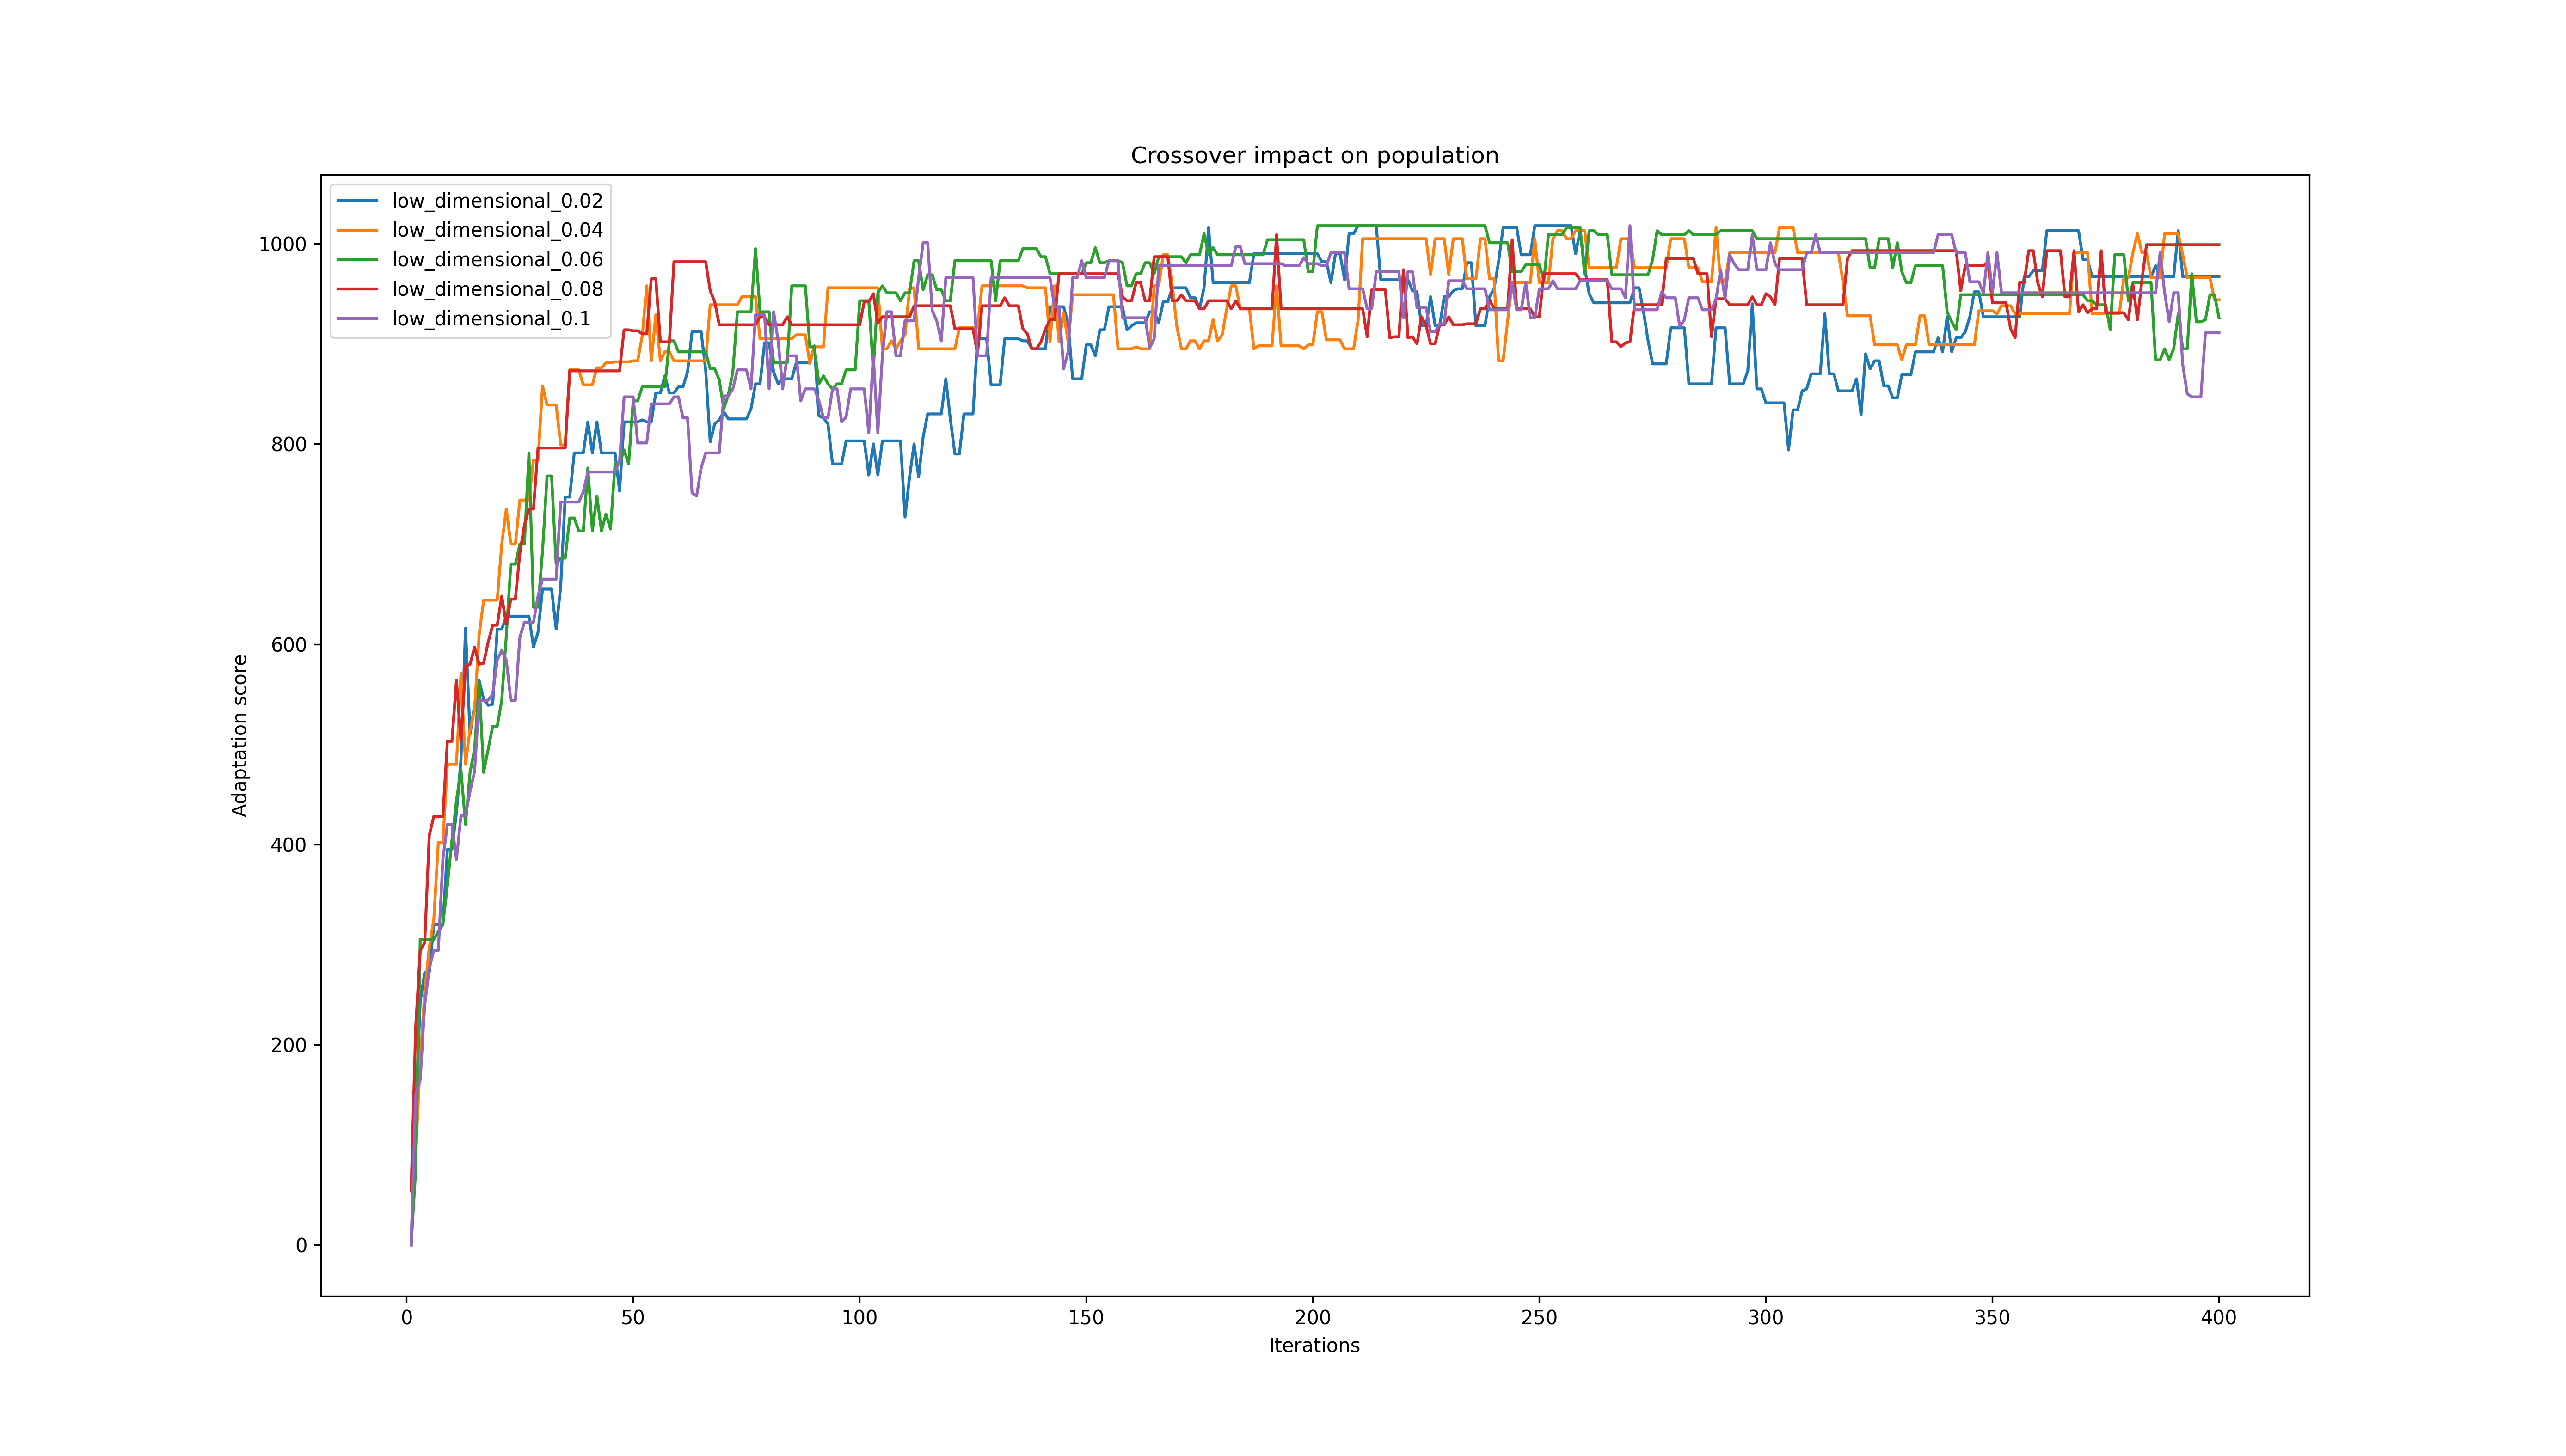 Crossover impact on population
low_dimensional_0.02
low_dimensional_0.04
low_dimensional_0.06
low_dimensional_0.08
low_dimensional_0.1
Adaptation score
1000
800
600
400
200
0
0 50 100 150 200 250 300 350 400
Iterations